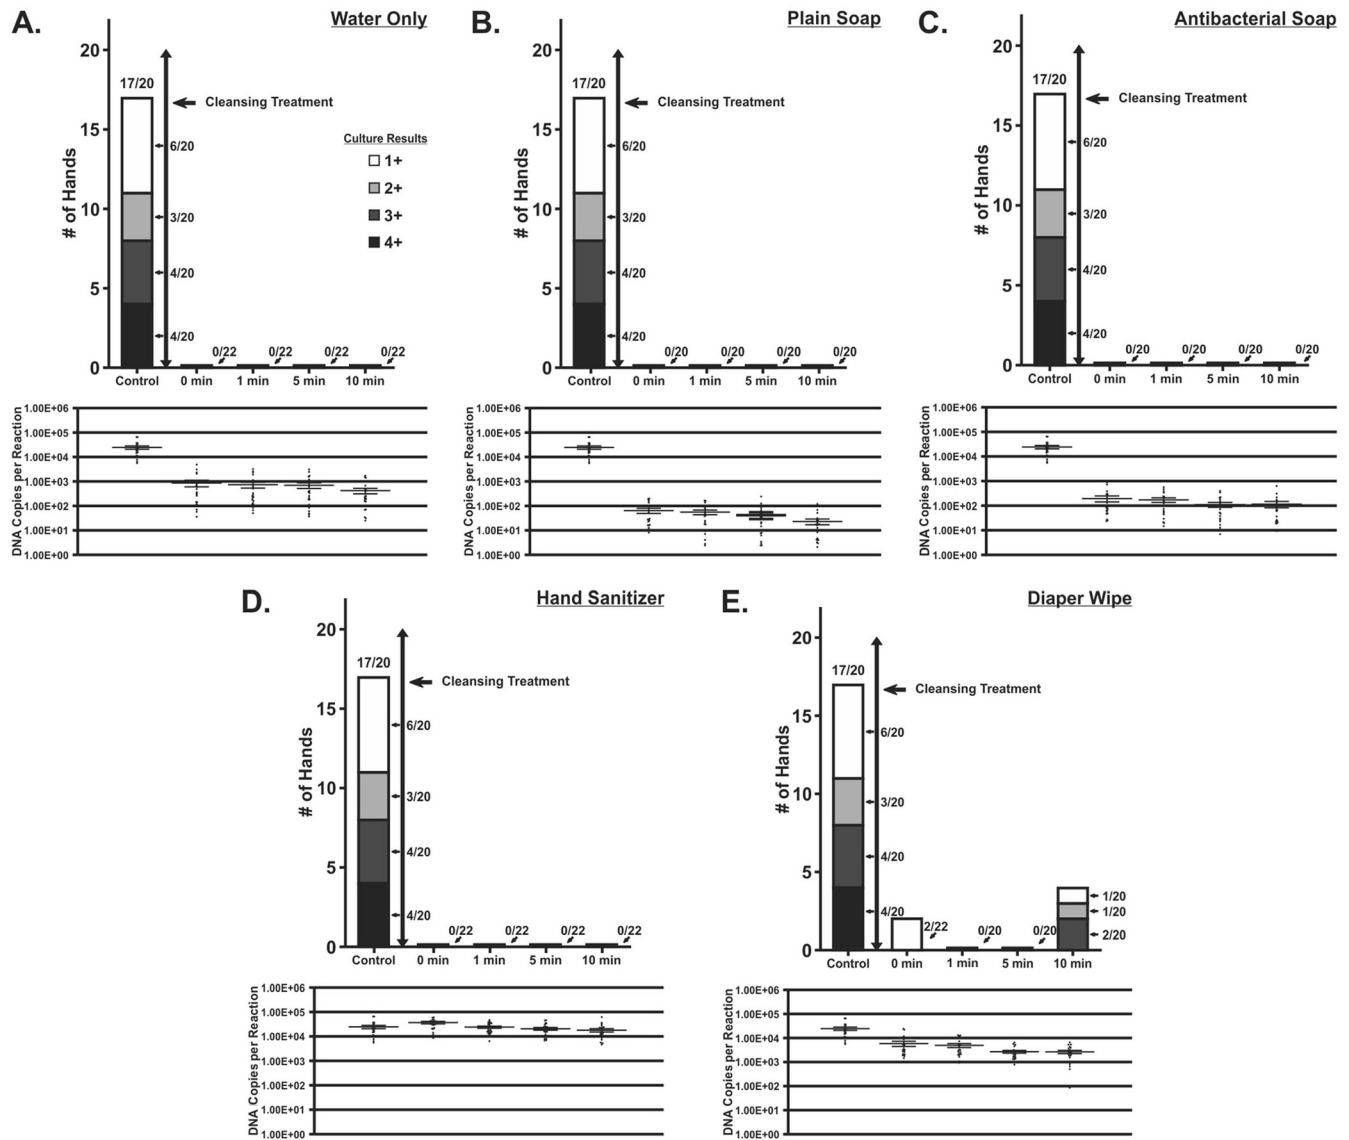 A.
Water Only
# of Hands
20
15
10
5
0
17/20
Cleansing Treatment
6/20
3/20
4/20
4/20
Culture Results
1+
2+
3+
4+
0/22
0/22
0/22
0/22
Control
0 min
1 min
5 min
10 min
DNA Copies per Reaction
1.00E+06
1.00E+05
1.00E+04
1.00E+03
1.00E+02
1.00E+01
1.00E+00
B.
Plain Soap
# of Hands
20
15
10
5
0
17/20
Cleansing Treatment
6/20
3/20
4/20
4/20
0/20
0/20
0/20
0/20
Control
0 min
1 min
5 min
10 min
DNA Copies per Reaction
1.00E+06
1.00E+05
1.00E+04
1.00E+03
1.00E+02
1.00E+01
1.00E+00
C.
Antibacterial Soap
# of Hands
20
15
10
5
0
17/20
Cleansing Treatment
6/20
3/20
4/20
4/20
0/20
0/20
0/20
0/20
Control
0 min
1 min
5 min
10 min
DNA Copies per Reaction
1.00E+06
1.00E+05
1.00E+04
1.00E+03
1.00E+02
1.00E+01
1.00E+00
D.
Hand Sanitizer
# of Hands
20
15
10
5
0
17/20
Cleansing Treatment
6/20
3/20
4/20
4/20
0/22
0/22
0/22
0/22
Control
0 min
1 min
5 min
10 min
DNA Copies per Reaction
1.00E+06
1.00E+05
1.00E+04
1.00E+03
1.00E+02
1.00E+01
1.00E+00
E.
Diaper Wipe
# of Hands
20
15
10
5
0
17/20
Cleansing Treatment
6/20
3/20
4/20
4/20
2/22
0/20
0/20
1/20
1/20
2/20
Control
0 min
1 min
5 min
10 min
DNA Copies per Reaction
1.00E+06
1.00E+05
1.00E+04
1.00E+03
1.00E+02
1.00E+01
1.00E+00